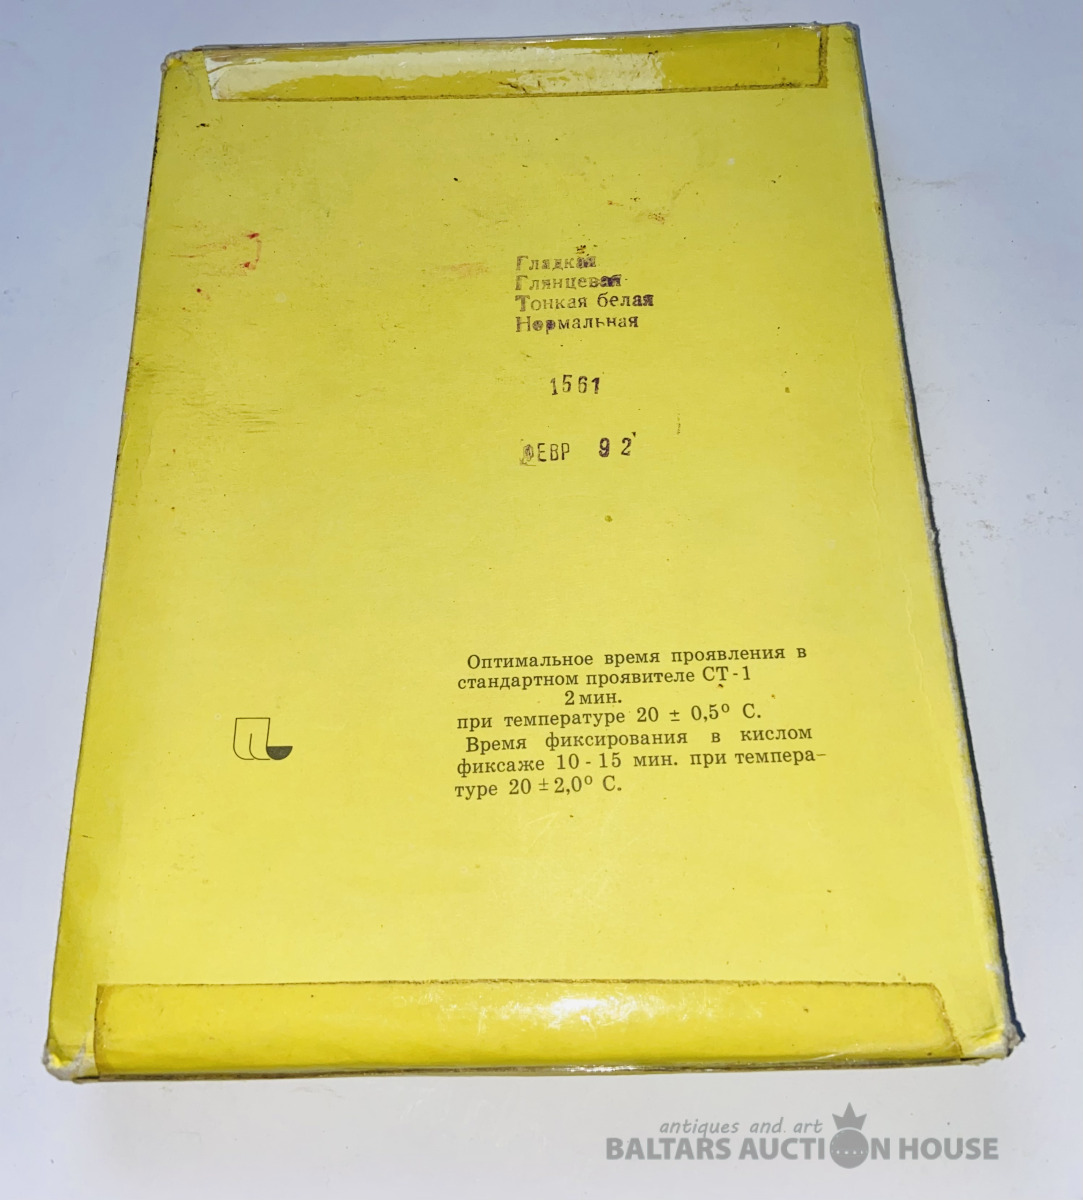 Гладкая
Глянцевая
Тонкая белая
Нормальная
1561
ФЕВР 92
Оптимальное время проявления в
стандартном проявителе СТ-1
2 мин.
при температуре 20 ± 0,5° С.
Время фиксирования в кислом
фиксаже 10 - 15 мин. при темпера-
туре 20 ± 2,0° С.
antiques and art
BALTARS AUCTION HOUSE